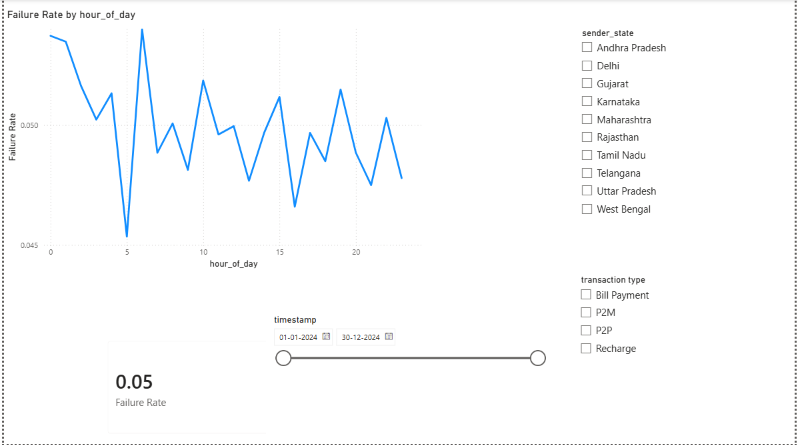 Failure Rate by hour_of_day
Failure Rate
0.050
0.045
0 5 10 15 20
hour_of_day
sender_state
Andhra Pradesh
Delhi
Gujarat
Karnataka
Maharashtra
Rajasthan
Tamil Nadu
Telangana
Uttar Pradesh
West Bengal
transaction type
Bill Payment
P2M
P2P
Recharge
timestamp
01-01-2024 30-12-2024
0.05
Failure Rate